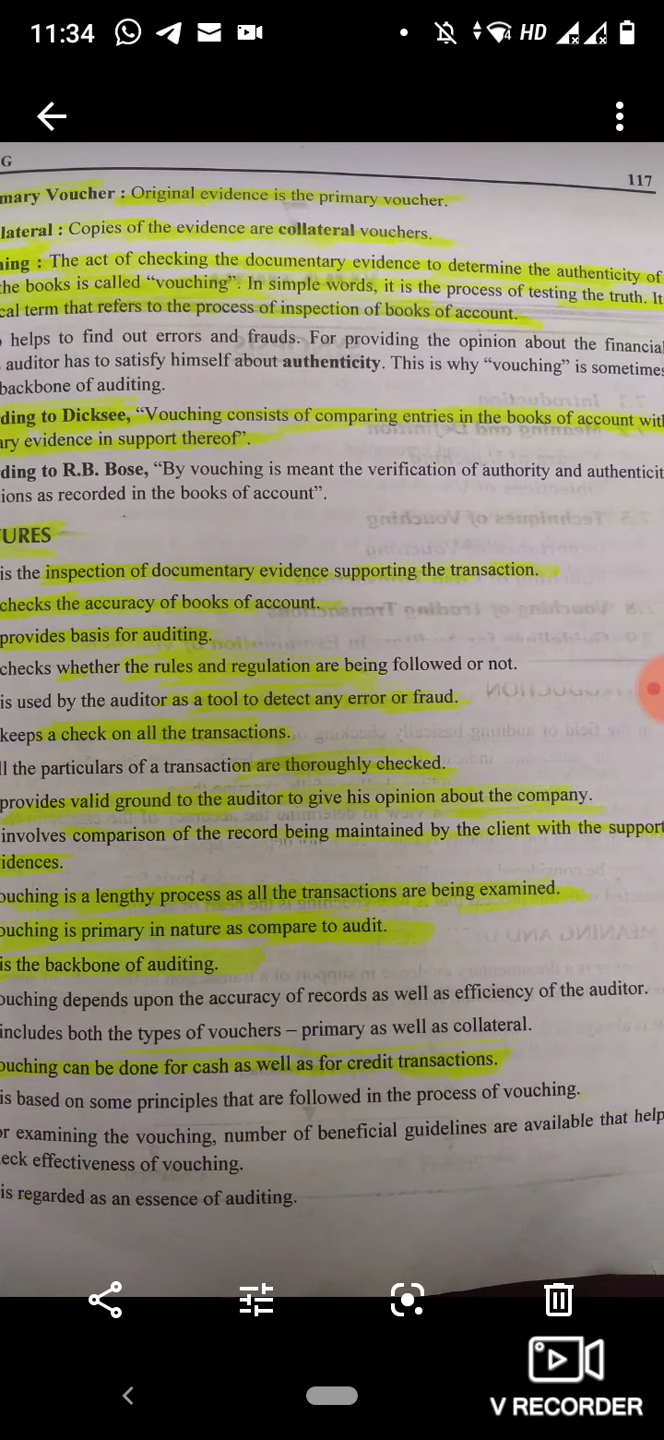 11:34
HD
G
117
mary Voucher : Original evidence is the primary voucher.
lateral : Copies of the evidence are collateral vouchers.
ing : The act of checking the documentary evidence to determine the authenticity of
the books is called “vouching”. In simple words, it is the process of testing the truth. It
cal term that refers to the process of inspection of books of account.
helps to find out errors and frauds. For providing the opinion about the financial
auditor has to satisfy himself about authenticity. This is why “vouching” is sometimes
backbone of auditing.
ding to Dicksee, “Vouching consists of comparing entries in the books of account with
ary evidence in support thereof”.
ding to R.B. Bose, “By vouching is meant the verification of authority and authenticit
ions as recorded in the books of account”.
URES
is the inspection of documentary evidence supporting the transaction.
checks the accuracy of books of account.
provides basis for auditing.
checks whether the rules and regulation are being followed or not.
is used by the auditor as a tool to detect any error or fraud.
keeps a check on all the transactions.
ll the particulars of a transaction are thoroughly checked.
provides valid ground to the auditor to give his opinion about the company.
involves comparison of the record being maintained by the client with the support
idences.
ouching is a lengthy process as all the transactions are being examined.
ouching is primary in nature as compare to audit.
is the backbone of auditing.
ouching depends upon the accuracy of records as well as efficiency of the auditor.
includes both the types of vouchers – primary as well as collateral.
ouching can be done for cash as well as for credit transactions.
is based on some principles that are followed in the process of vouching.
or examining the vouching, number of beneficial guidelines are available that help
eck effectiveness of vouching.
is regarded as an essence of auditing.
V RECORDER